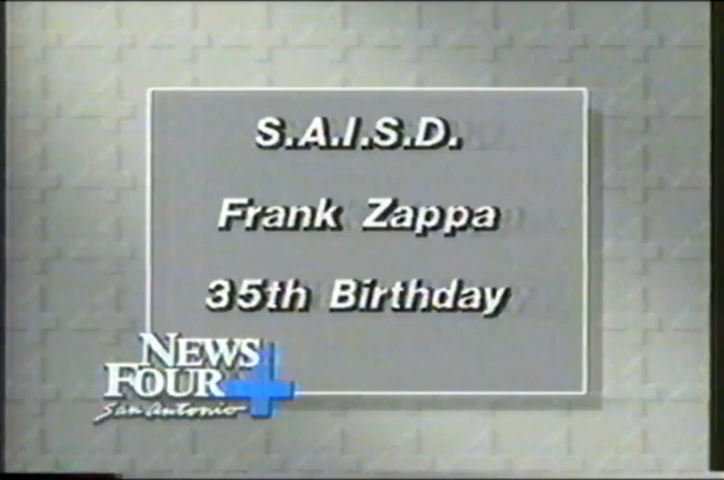 S.A.I.S.D.
Frank Zappa
35th Birthday
NEWS
FOUR
San Antonio